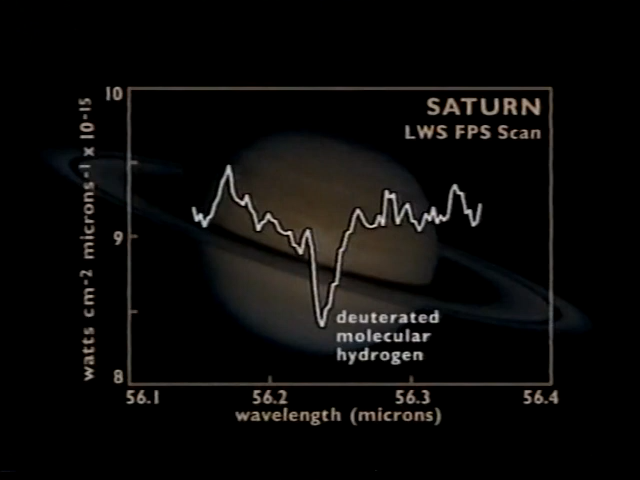 SATURN
LWS FPS Scan
10
9
8
watts cm-2 microns-1 x 10-15
deuterated
molecular
hydrogen
56.1 56.2 56.3 56.4
wavelength (microns)